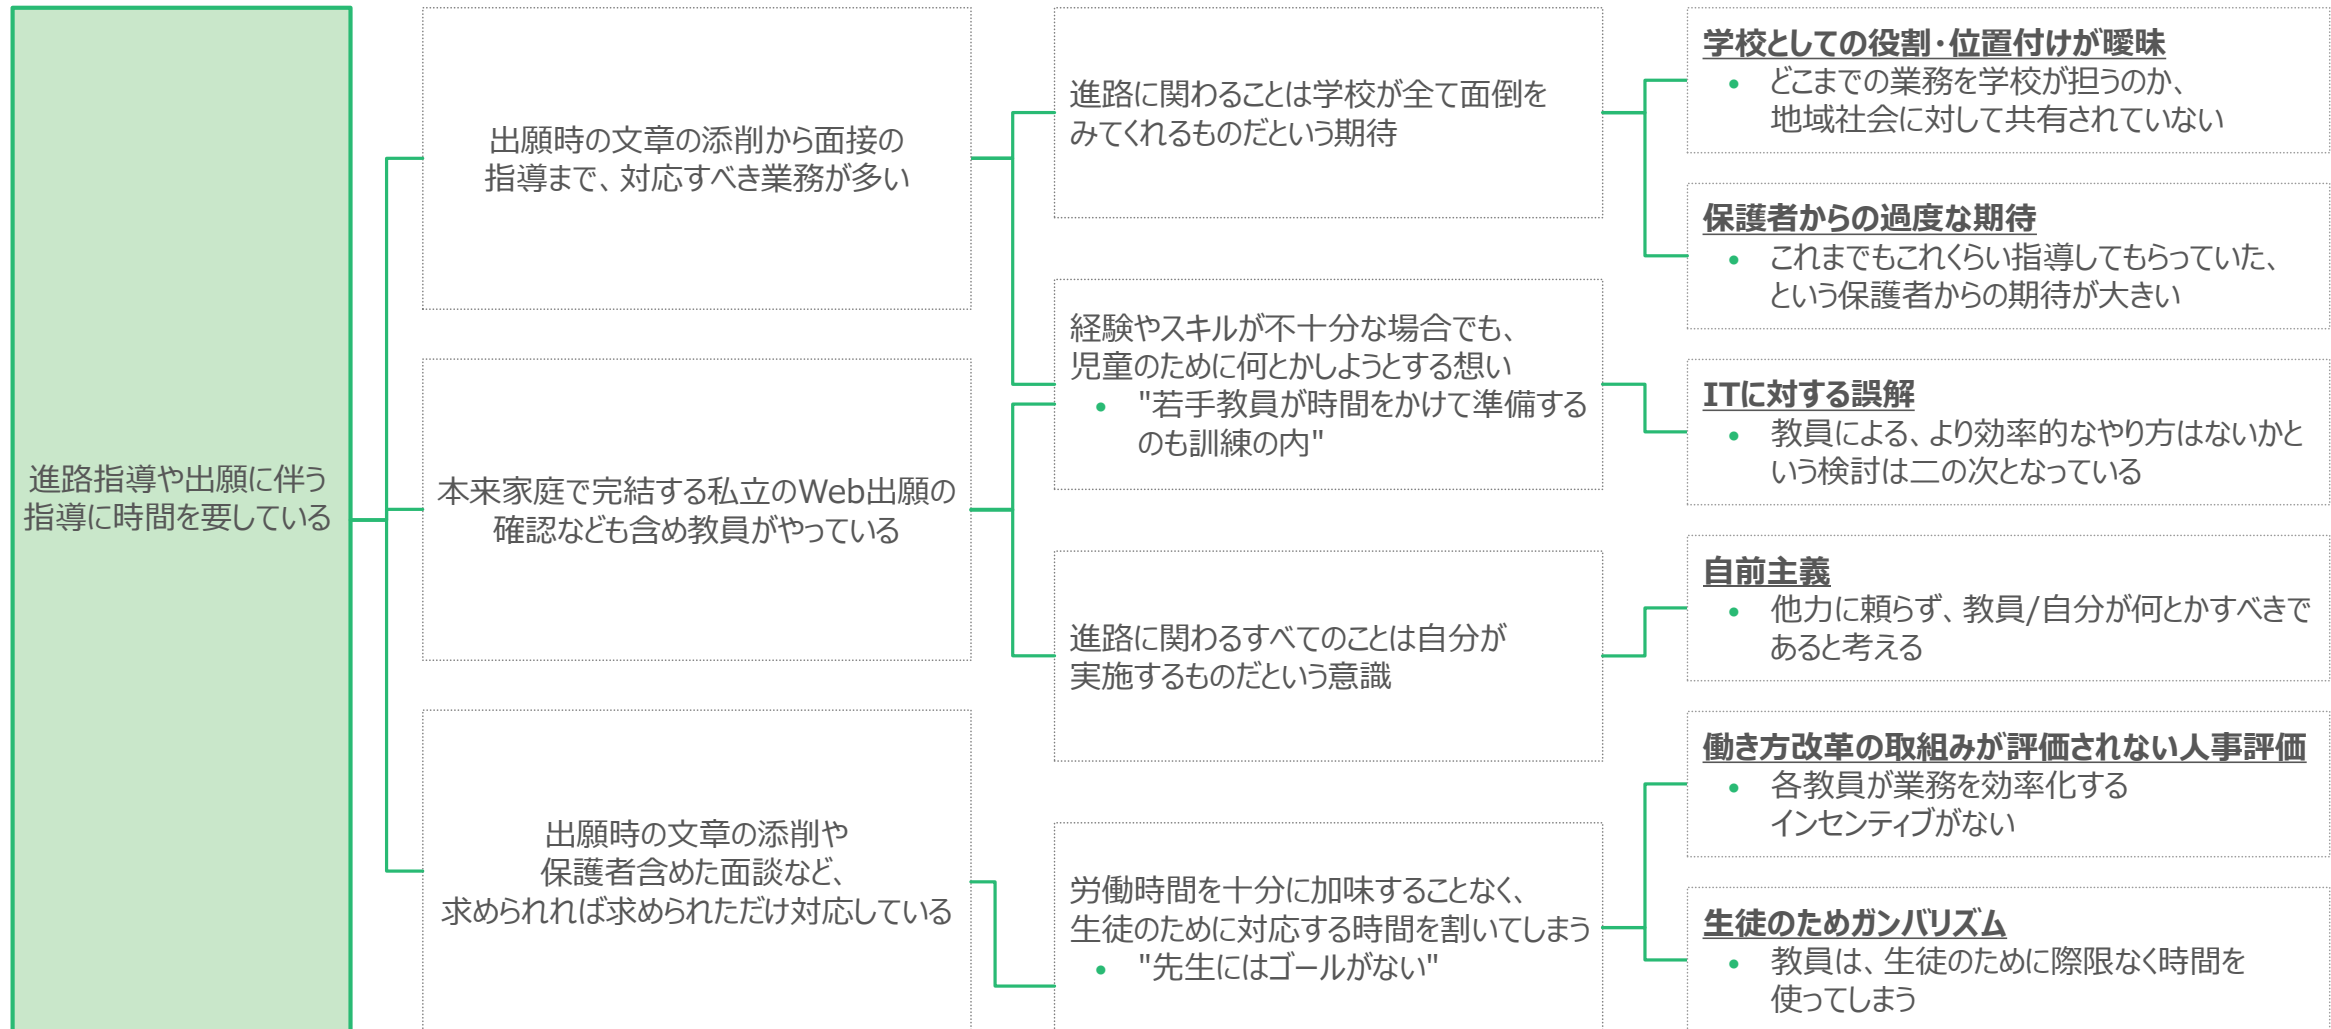 進路指導や出願に伴う
指導に時間を要している
出願時の文章の添削から面接の
指導まで、対応すべき業務が多い
本来家庭で完結する私立のWeb出願の
確認なども含め教員がやっている
出願時の文章の添削や
保護者含めた面談など、
求められれば求められただけ対応している
進路に関わることは学校が全て面倒を
みてくれるものだという期待
経験やスキルが不十分な場合でも、
児童のために何とかしようとする想い
• "若手教員が時間をかけて準備する
のも訓練の内"
進路に関わるすべてのことは自分が
実施するものだという意識
労働時間を十分に加味することなく、
生徒のために対応する時間を割いてしまう
• "先生にはゴールがない"
学校としての役割・位置付けが曖昧
• どこまでの業務を学校が担うのか、
地域社会に対して共有されていない
保護者からの過度な期待
• これまでもこれくらい指導してもらっていた、
という保護者からの期待が大きい
ITに対する誤解
• 教員による、より効率的なやり方はないかと
いう検討は二の次となっている
自前主義
• 他力に頼らず、教員/自分が何とかすべきで
あると考える
働き方改革の取組みが評価されない人事評価
• 各教員が業務を効率化する
インセンティブがない
生徒のためガンバリズム
• 教員は、生徒のために際限なく時間を
使ってしまう